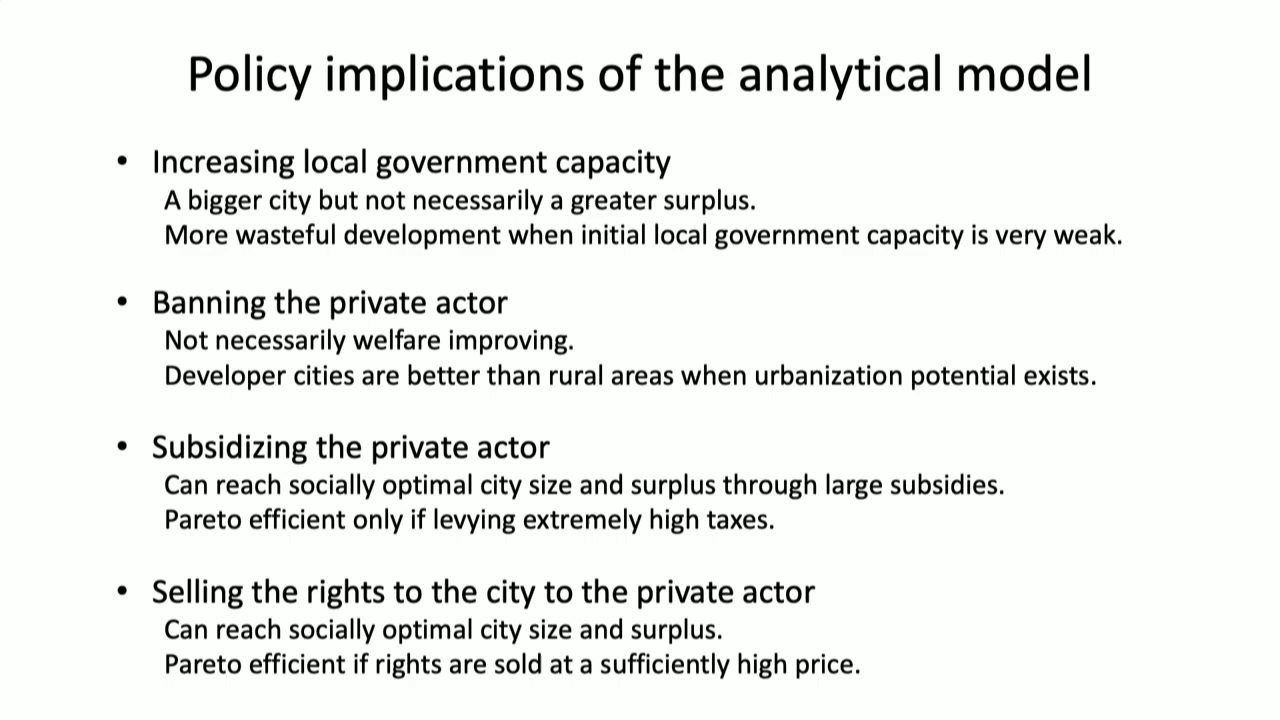 Policy implications of the analytical model
• Increasing local government capacity
A bigger city but not necessarily a greater surplus.
More wasteful development when initial local government capacity is very weak.
• Banning the private actor
Not necessarily welfare improving.
Developer cities are better than rural areas when urbanization potential exists.
• Subsidizing the private actor
Can reach socially optimal city size and surplus through large subsidies.
Pareto efficient only if levying extremely high taxes.
• Selling the rights to the city to the private actor
Can reach socially optimal city size and surplus.
Pareto efficient if rights are sold at a sufficiently high price.